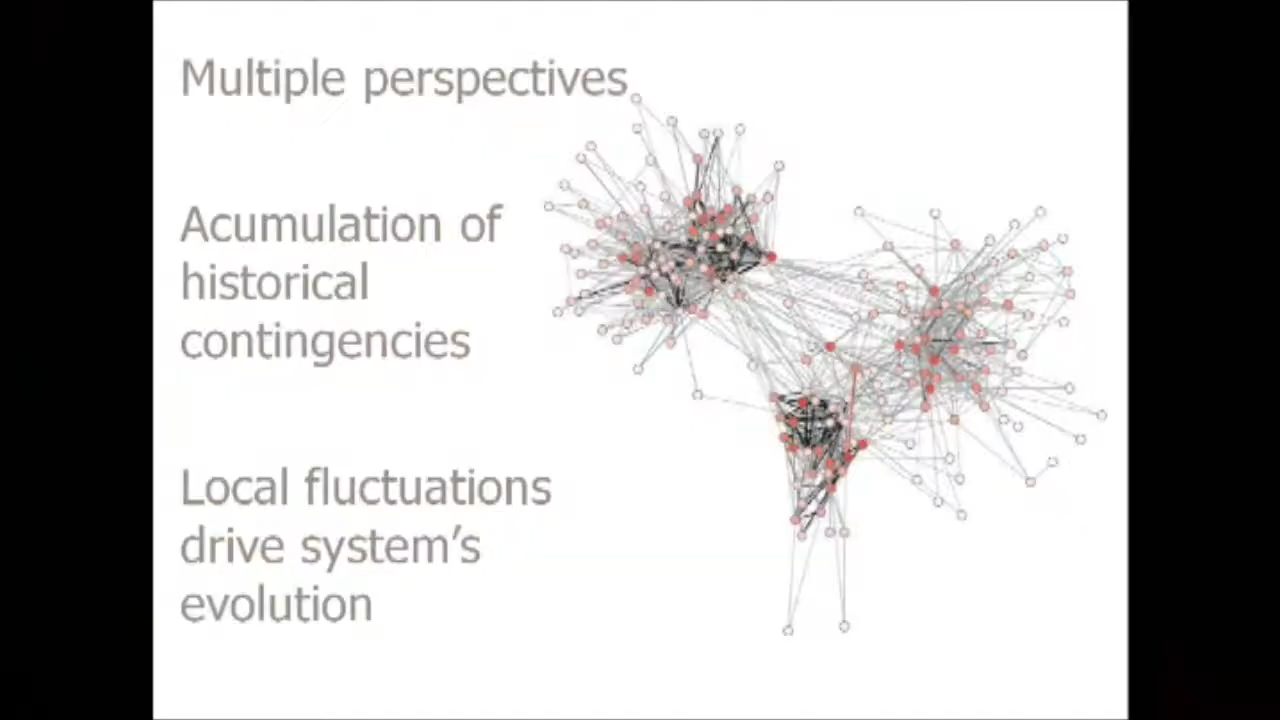 Multiple perspectives
Acumulation of
historical
contingencies
Local fluctuations
drive system’s
evolution